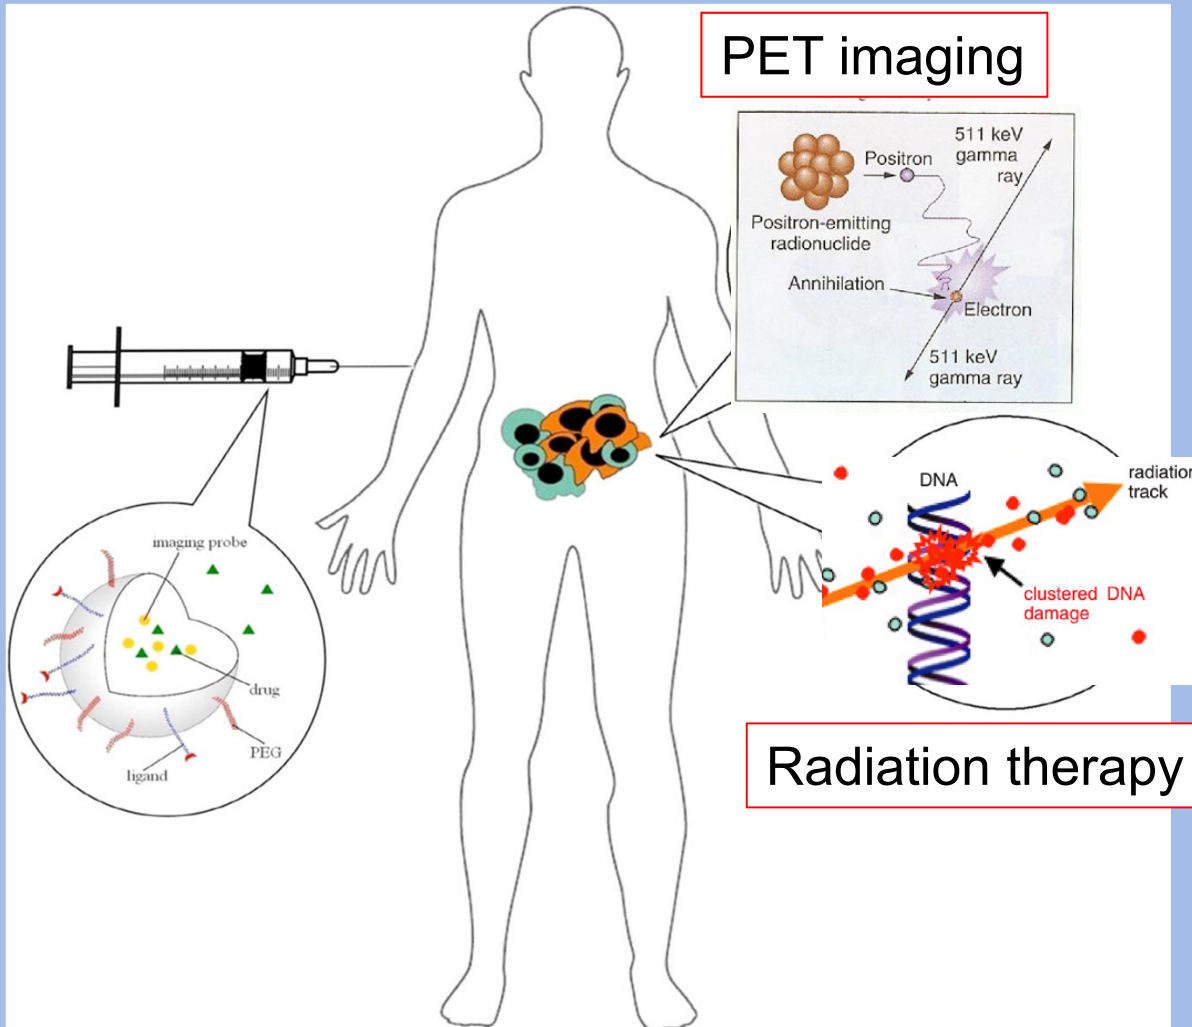 PET imaging
511 keV
gamma
ray
Positron
Positron-emitting
radionuclide
Annihilation
Electron
511 keV
gamma ray
DNA
radiation
track
clustered DNA
damage
imaging probe
drug
PEG
ligand
Radiation therapy